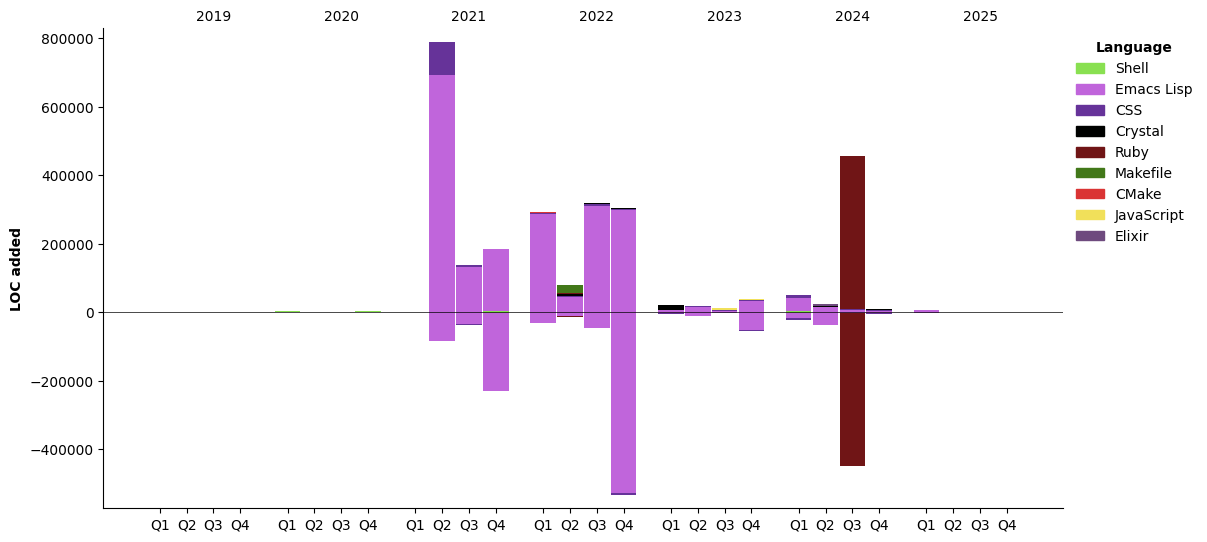 2019 2020 2021 2022 2023 2024 2025
LOC added
800000
600000
400000
200000
0
−200000
−400000
Q1 Q2 Q3 Q4 Q1 Q2 Q3 Q4 Q1 Q2 Q3 Q4 Q1 Q2 Q3 Q4 Q1 Q2 Q3 Q4 Q1 Q2 Q3 Q4 Q1 Q2 Q3 Q4
Language
Shell
Emacs Lisp
CSS
Crystal
Ruby
Makefile
CMake
JavaScript
Elixir